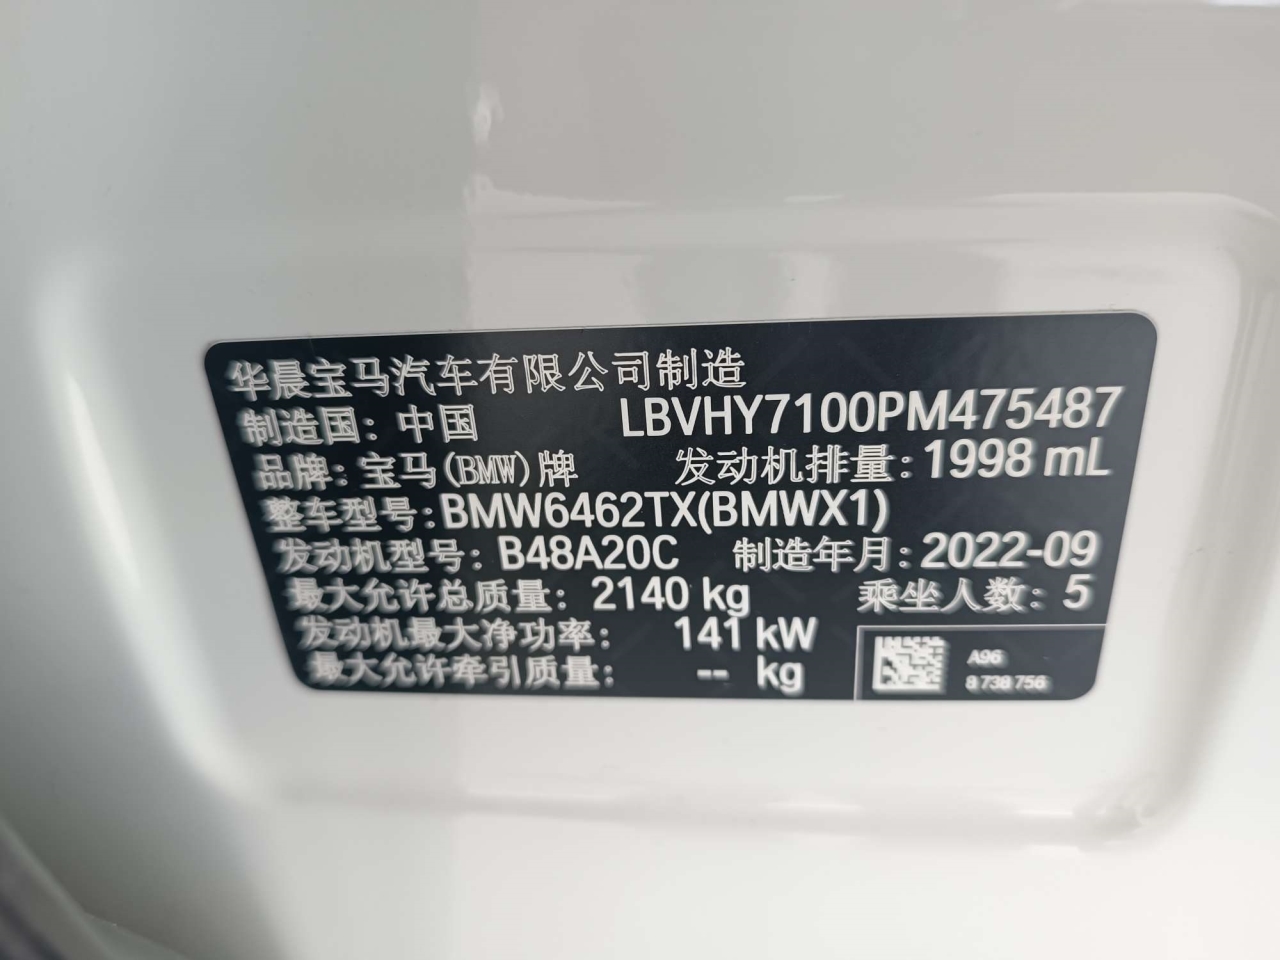 华晨宝马汽车有限公司制造
制造国：中国 LBVHY7100PM475487
品牌：宝马(BMW)牌 发动机排量：1998 mL
整车型号：BMW6462TX(BMWX1)
发动机型号：B48A20C 制造年月：2022-09
最大允许总质量：2140 kg 乘坐人数：5
发动机最大净功率：141 kW
最大允许牵引质量：-- kg
A96
8 738 756